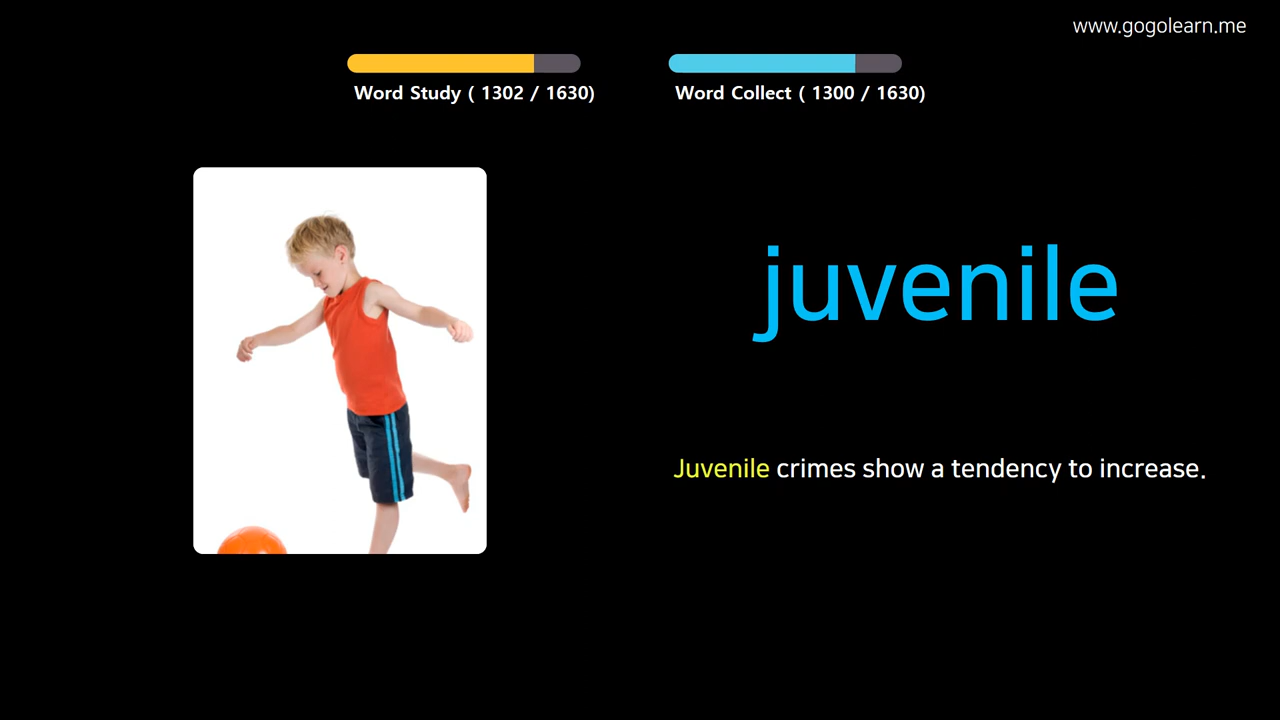 www.gogolearn.me
Word Study ( 1302 / 1630)
Word Collect ( 1300 / 1630)
juvenile
Juvenile crimes show a tendency to increase.